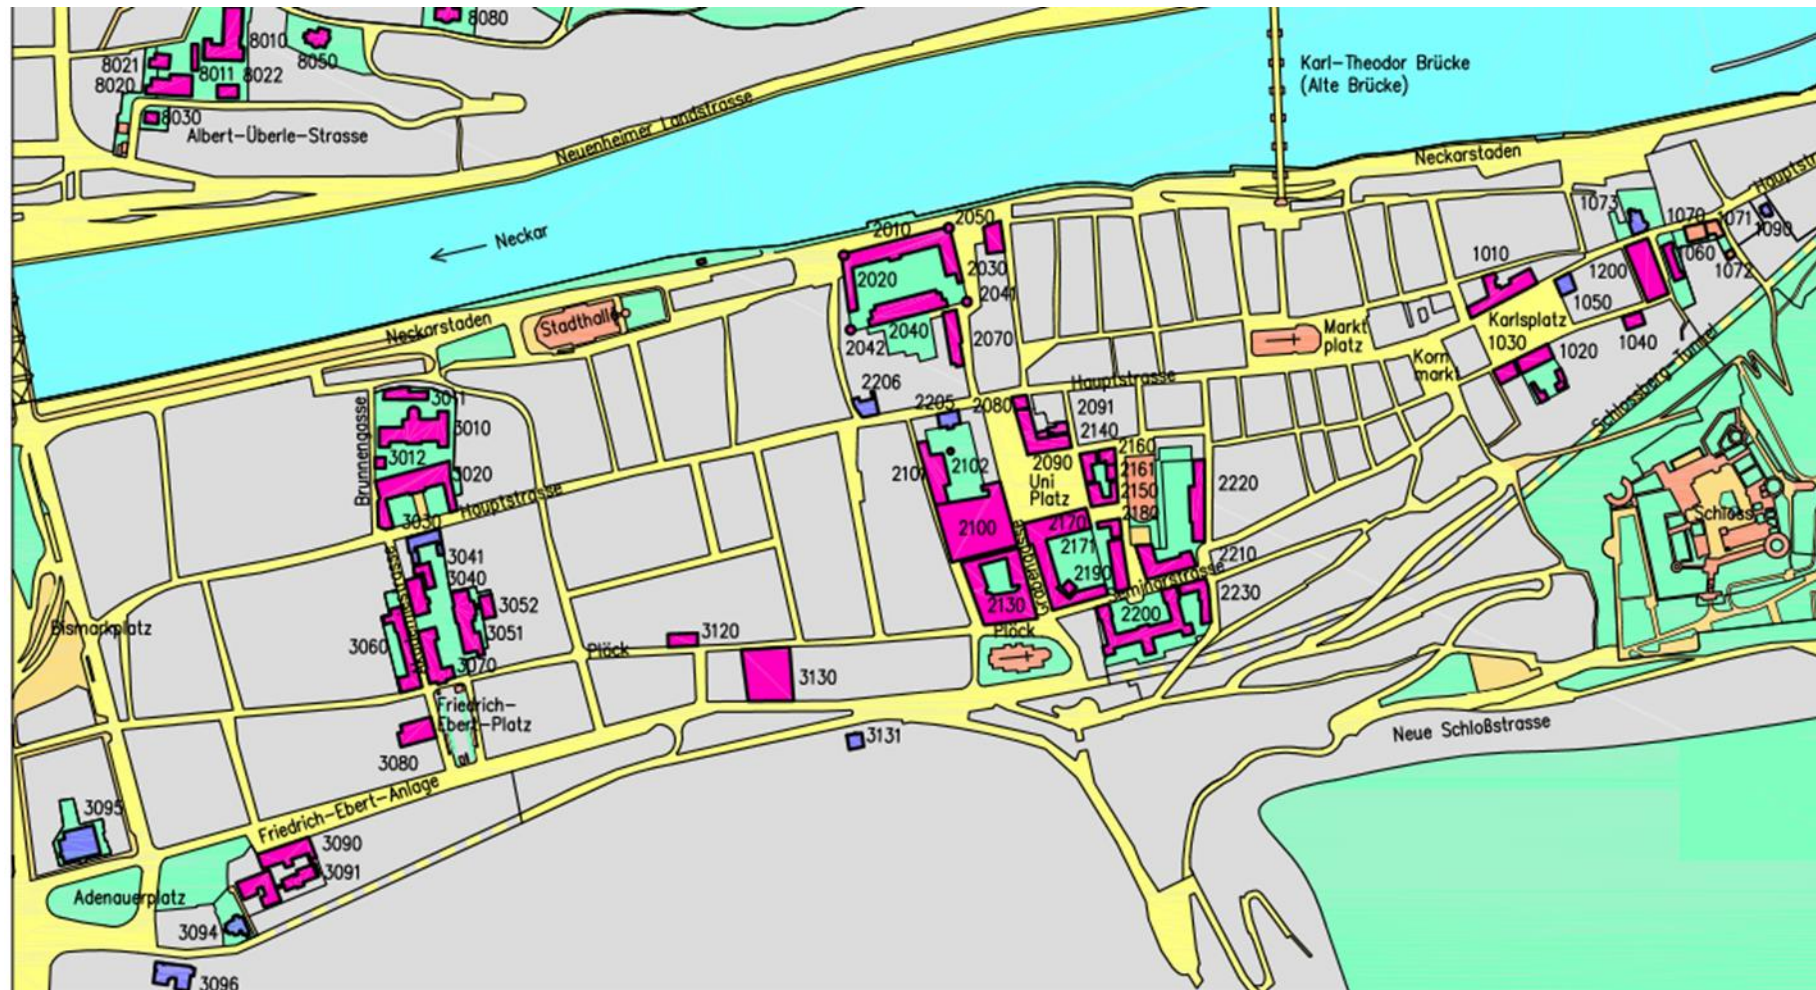 8080
8010
8050
8021
8011
8022
8020
8030
Albert-Überle-Strasse
Neuenheimer Landstrasse
Karl-Theodor Brücke
(Alte Brücke)
Neckarstaden
Neckar
2010
2050
2020
2030
2041
2040
2042
2070
Stadthalle
Neckarstaden
1073
1070
1071
1090
1060
1072
1200
1010
1050
Karlsplatz
1040
1030
1020
Markt
platz
Korn
markt
Schlossberg-Tunnel
Schloss
Hauptstrasse
2206
2205
2080
2091
2140
2090
Uni
Platz
2160
2161
2150
2180
2220
2101
2102
2100
2170
2171
2190
2130
2210
2230
2200
Seminarstrasse
Grabengasse
Plöck
Brunnengasse
3011
3010
3012
3020
Hauptstrasse
3030
3041
3040
3052
3051
3060
3070
Bismarkplatz
Plöck
3120
3130
3131
Friedrich-
Ebert-Platz
3080
Friedrich-Ebert-Anlage
Neue Schloßstrasse
3095
3090
3091
Adenauerplatz
3094
3096